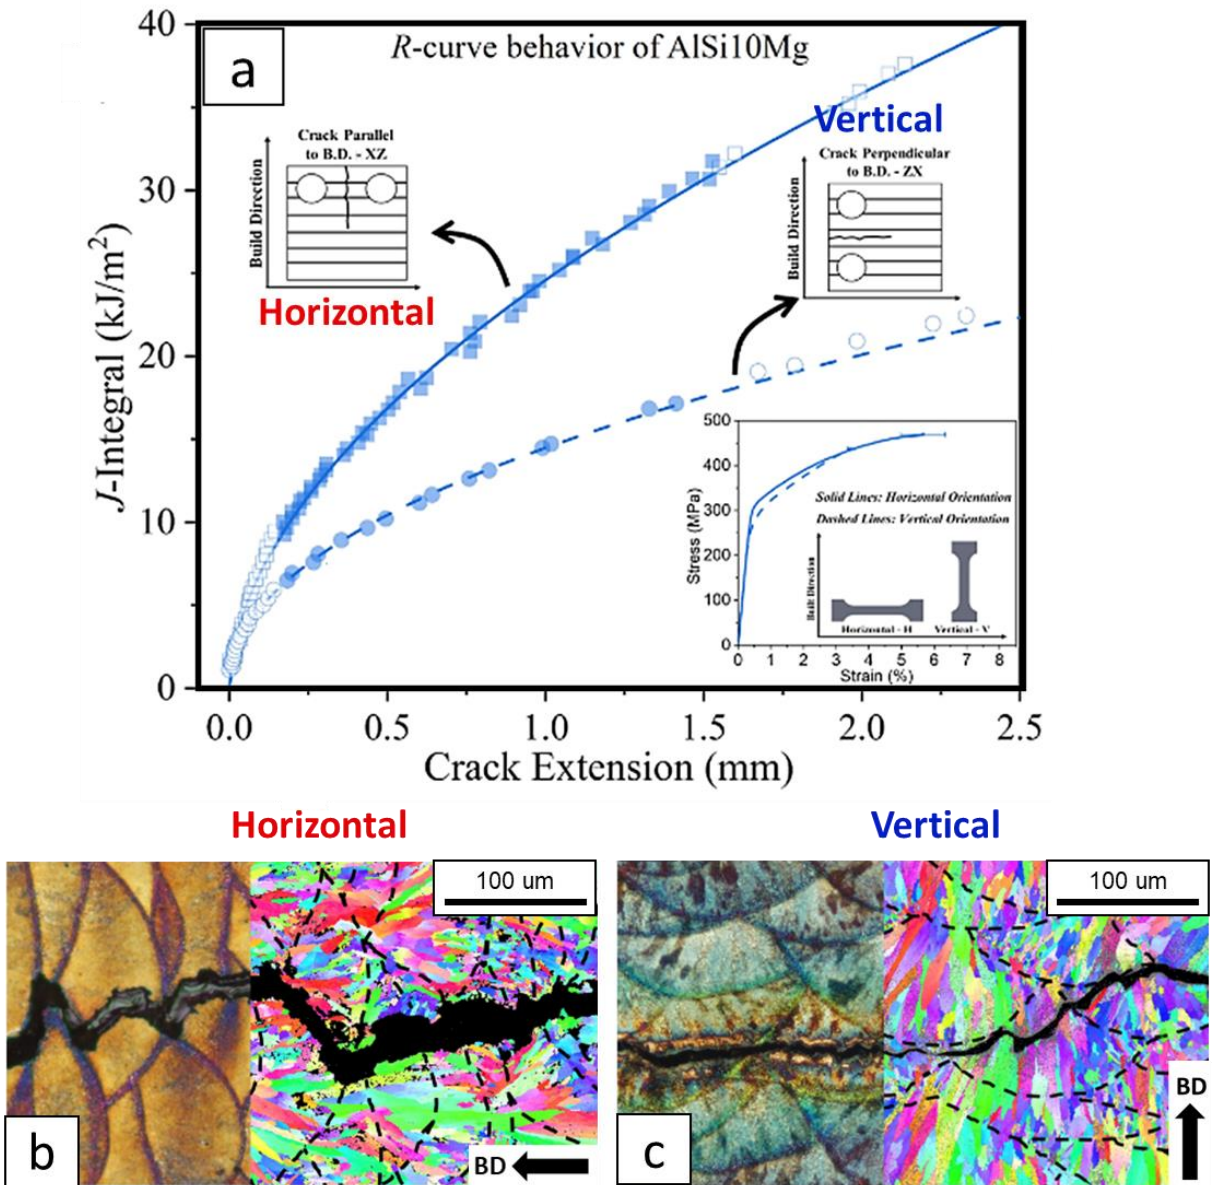 a
R-curve behavior of AlSi10Mg
40
30
20
10
0
J-Integral (kJ/m²)
Crack Parallel
to B.D. - XZ
Build Direction
Horizontal
Vertical
Crack Perpendicular
to B.D. - ZX
Build Direction
500
400
300
200
100
0
Stress (MPa)
Solid Lines: Horizontal Orientation
Dashed Lines: Vertical Orientation
Built Direction
Horizontal - H
Vertical - V
0 1 2 3 4 5 6 7 8
Strain (%)
0.0 0.5 1.0 1.5 2.0 2.5
Crack Extension (mm)
Horizontal
Vertical
100 um
b
BD
100 um
c
BD